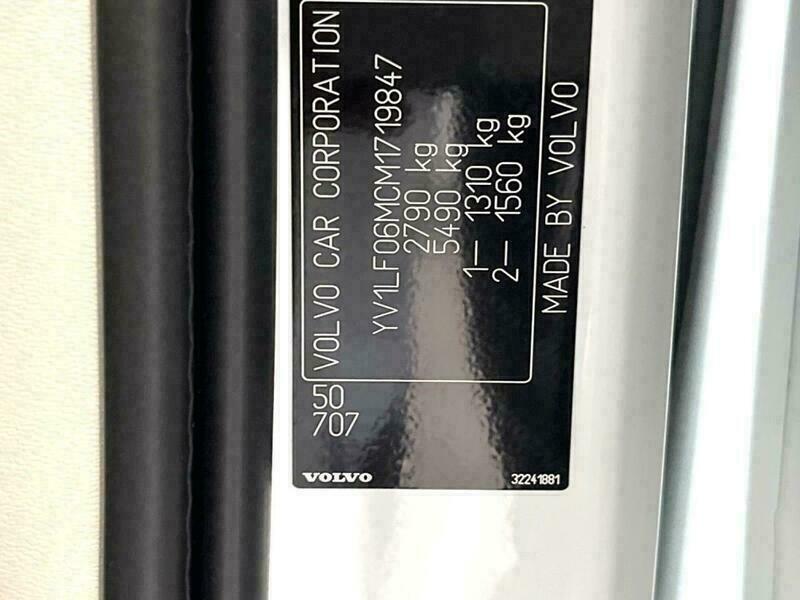 VOLVO CAR CORPORATION
YV1LF06MCM1719847
2790 kg
5490 kg
1– 1310 kg
2– 1560 kg
MADE BY VOLVO
50
707
VOLVO
32241881